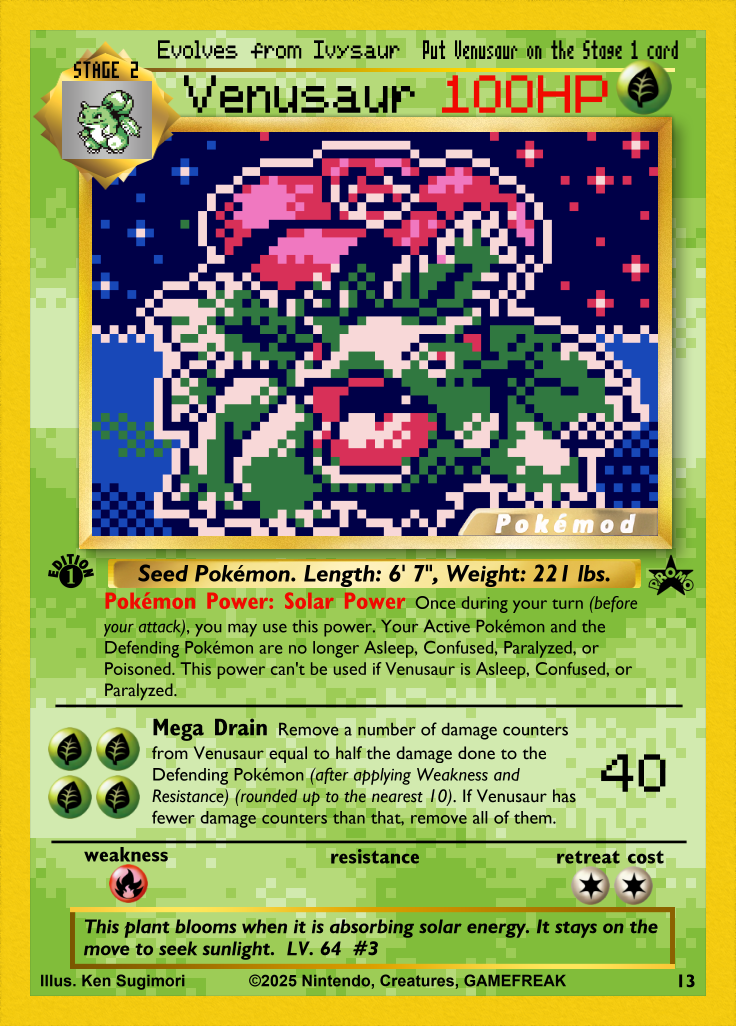 Evolves from Ivysaur Put Venusaur on the Stage 1 card
STAGE 2
Venusaur 100HP
Pokémod
EDITION
1
Seed Pokémon. Length: 6' 7", Weight: 221 lbs.
PROMO
Pokémon Power: Solar Power Once during your turn (before
your attack), you may use this power. Your Active Pokémon and the
Defending Pokémon are no longer Asleep, Confused, Paralyzed, or
Poisoned. This power can't be used if Venusaur is Asleep, Confused, or
Paralyzed.
Mega Drain Remove a number of damage counters
from Venusaur equal to half the damage done to the
Defending Pokémon (after applying Weakness and
Resistance) (rounded up to the nearest 10). If Venusaur has
fewer damage counters than that, remove all of them.
40
weakness resistance retreat cost
This plant blooms when it is absorbing solar energy. It stays on the
move to seek sunlight. LV. 64 #3
Illus. Ken Sugimori ©2025 Nintendo, Creatures, GAMEFREAK 13